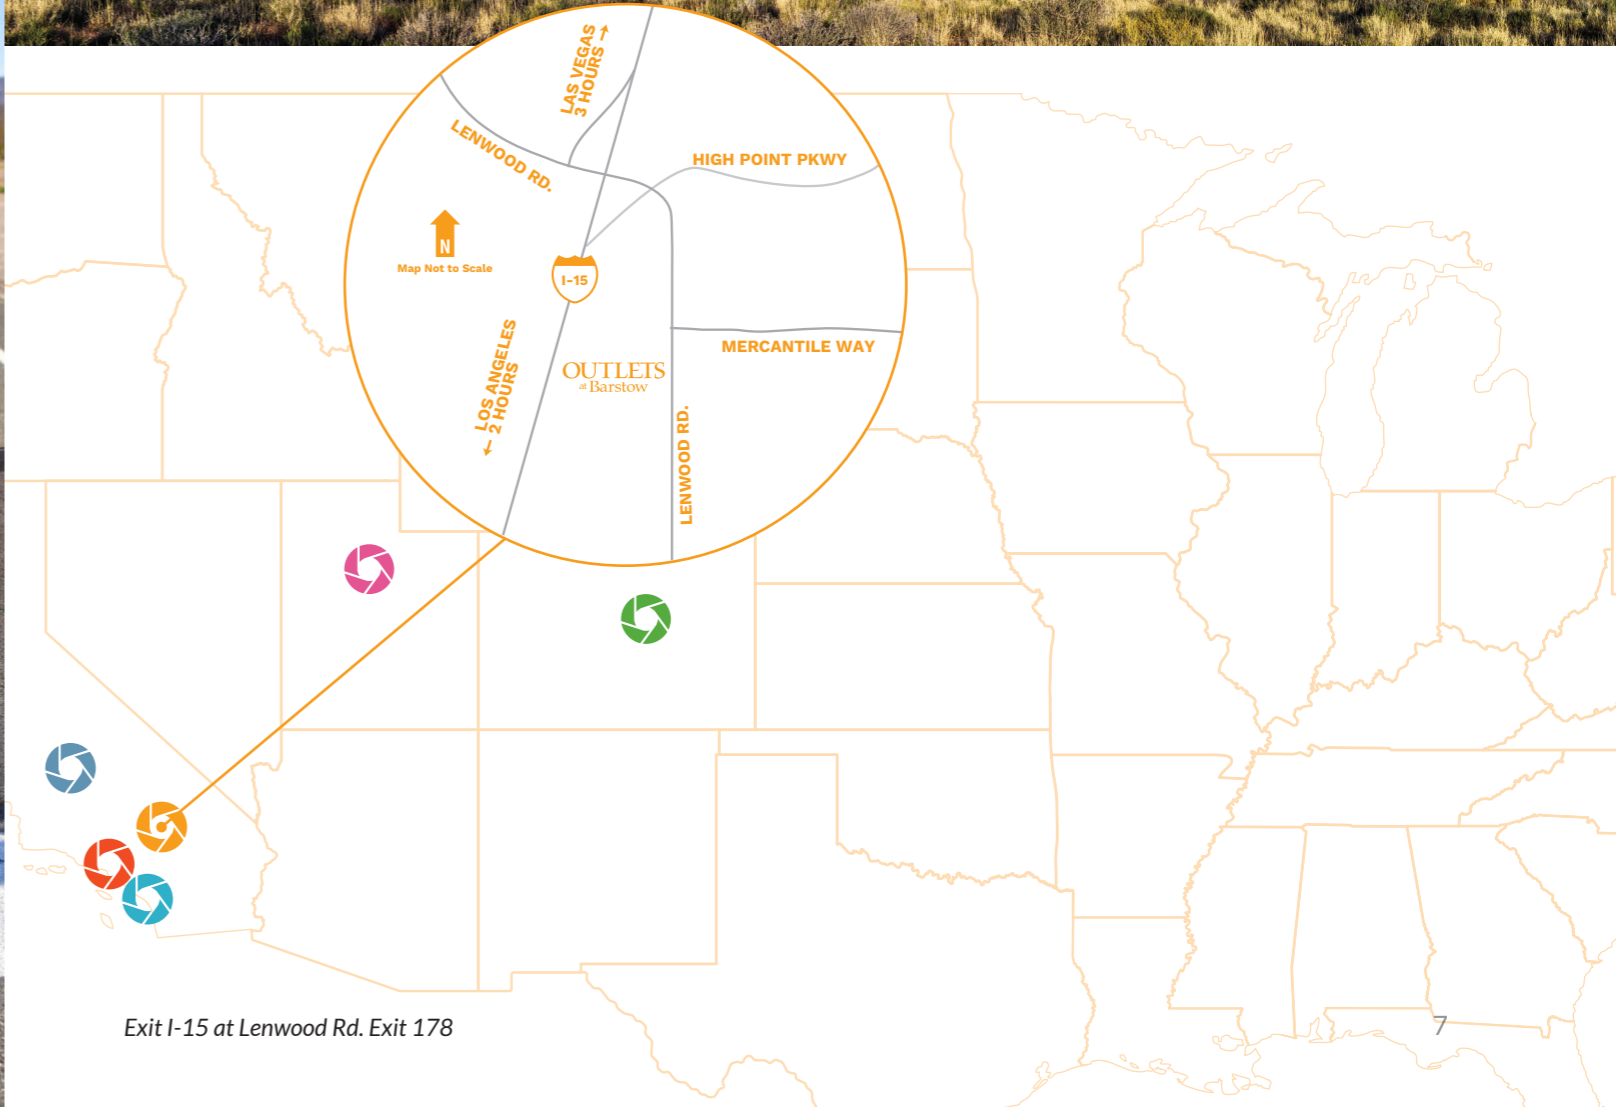 LAS VEGAS →
3 HOURS
LENWOOD RD.
HIGH POINT PKWY
N
Map Not to Scale
I-15
LOS ANGELES
← 2 HOURS
OUTLETS
at Barstow
MERCANTILE WAY
LENWOOD RD.
Exit I-15 at Lenwood Rd. Exit 178
7